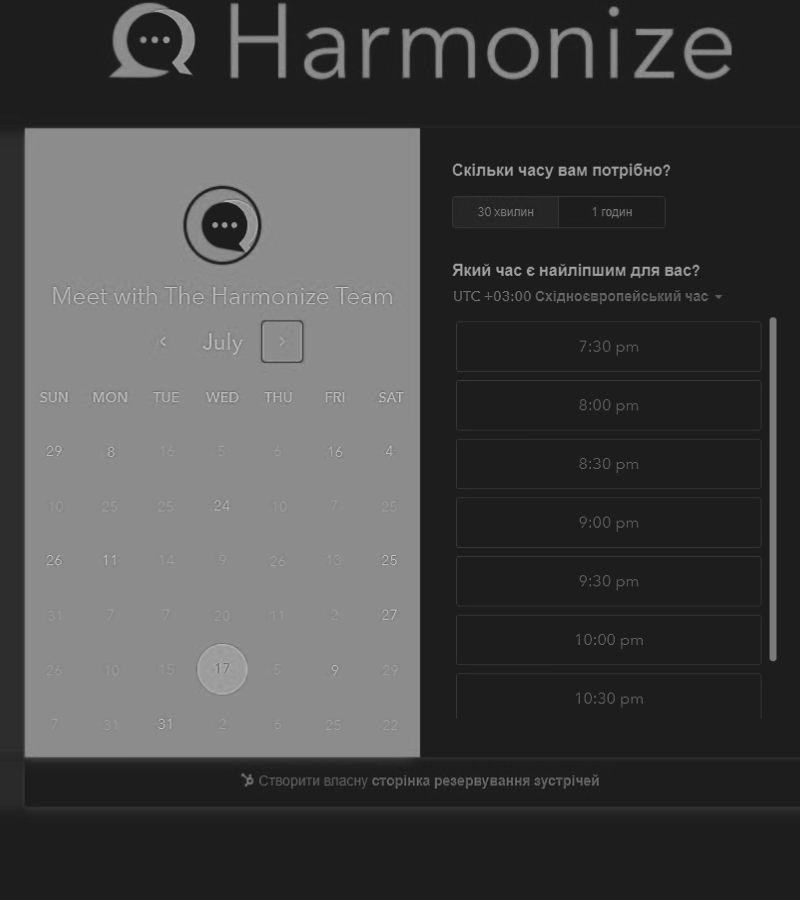 Harmonize
Meet with The Harmonize Team
July
SUN MON TUE WED THU FRI SAT
29 8 16 5 6 16 4
10 25 25 24 10 7 25
26 11 14 9 26 13 25
31 7 7 20 11 2 27
26 10 15 17 5 9 29
7 31 31 2 6 25 22
Скільки часу вам потрібно?
30 хвилин 1 годин
Який час є найліпшим для вас?
UTC +03:00 Східноєвропейський час
7:30 pm
8:00 pm
8:30 pm
9:00 pm
9:30 pm
10:00 pm
10:30 pm
Створити власну сторінка резервування зустрічей